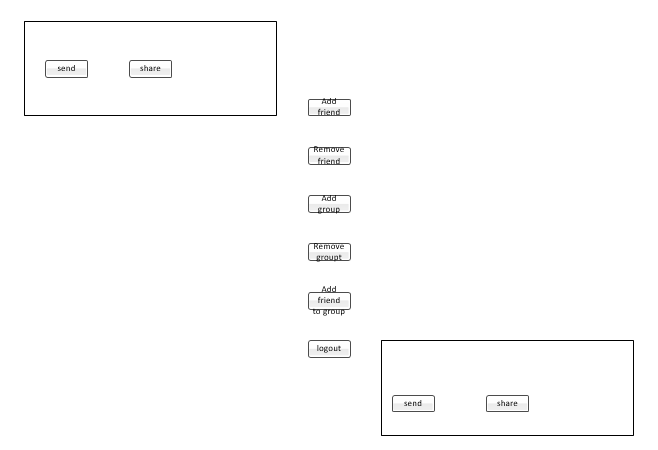 send
share
Add
friend
Remove
friend
Add
group
Remove
groupt
Add
friend
to group
logout
send
share